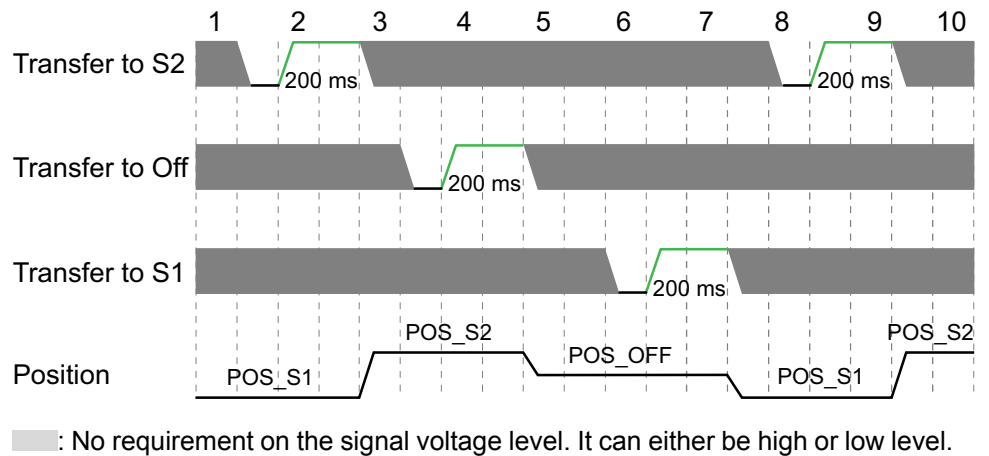 1 2 3 4 5 6 7 8 9 10
Transfer to S2
200 ms
200 ms
Transfer to Off
200 ms
Transfer to S1
200 ms
Position
POS_S1
POS_S2
POS_OFF
POS_S1
POS_S2
: No requirement on the signal voltage level. It can either be high or low level.